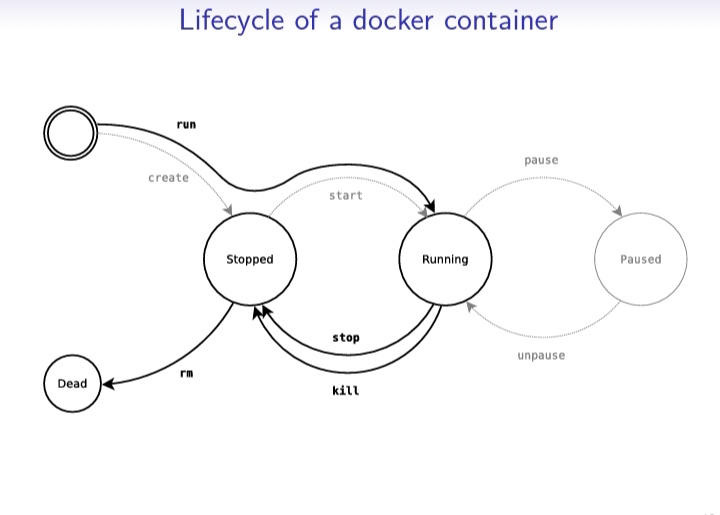 Lifecycle of a docker container
run
create
pause
start
Stopped
Running
Paused
stop
unpause
rm
Dead
kill